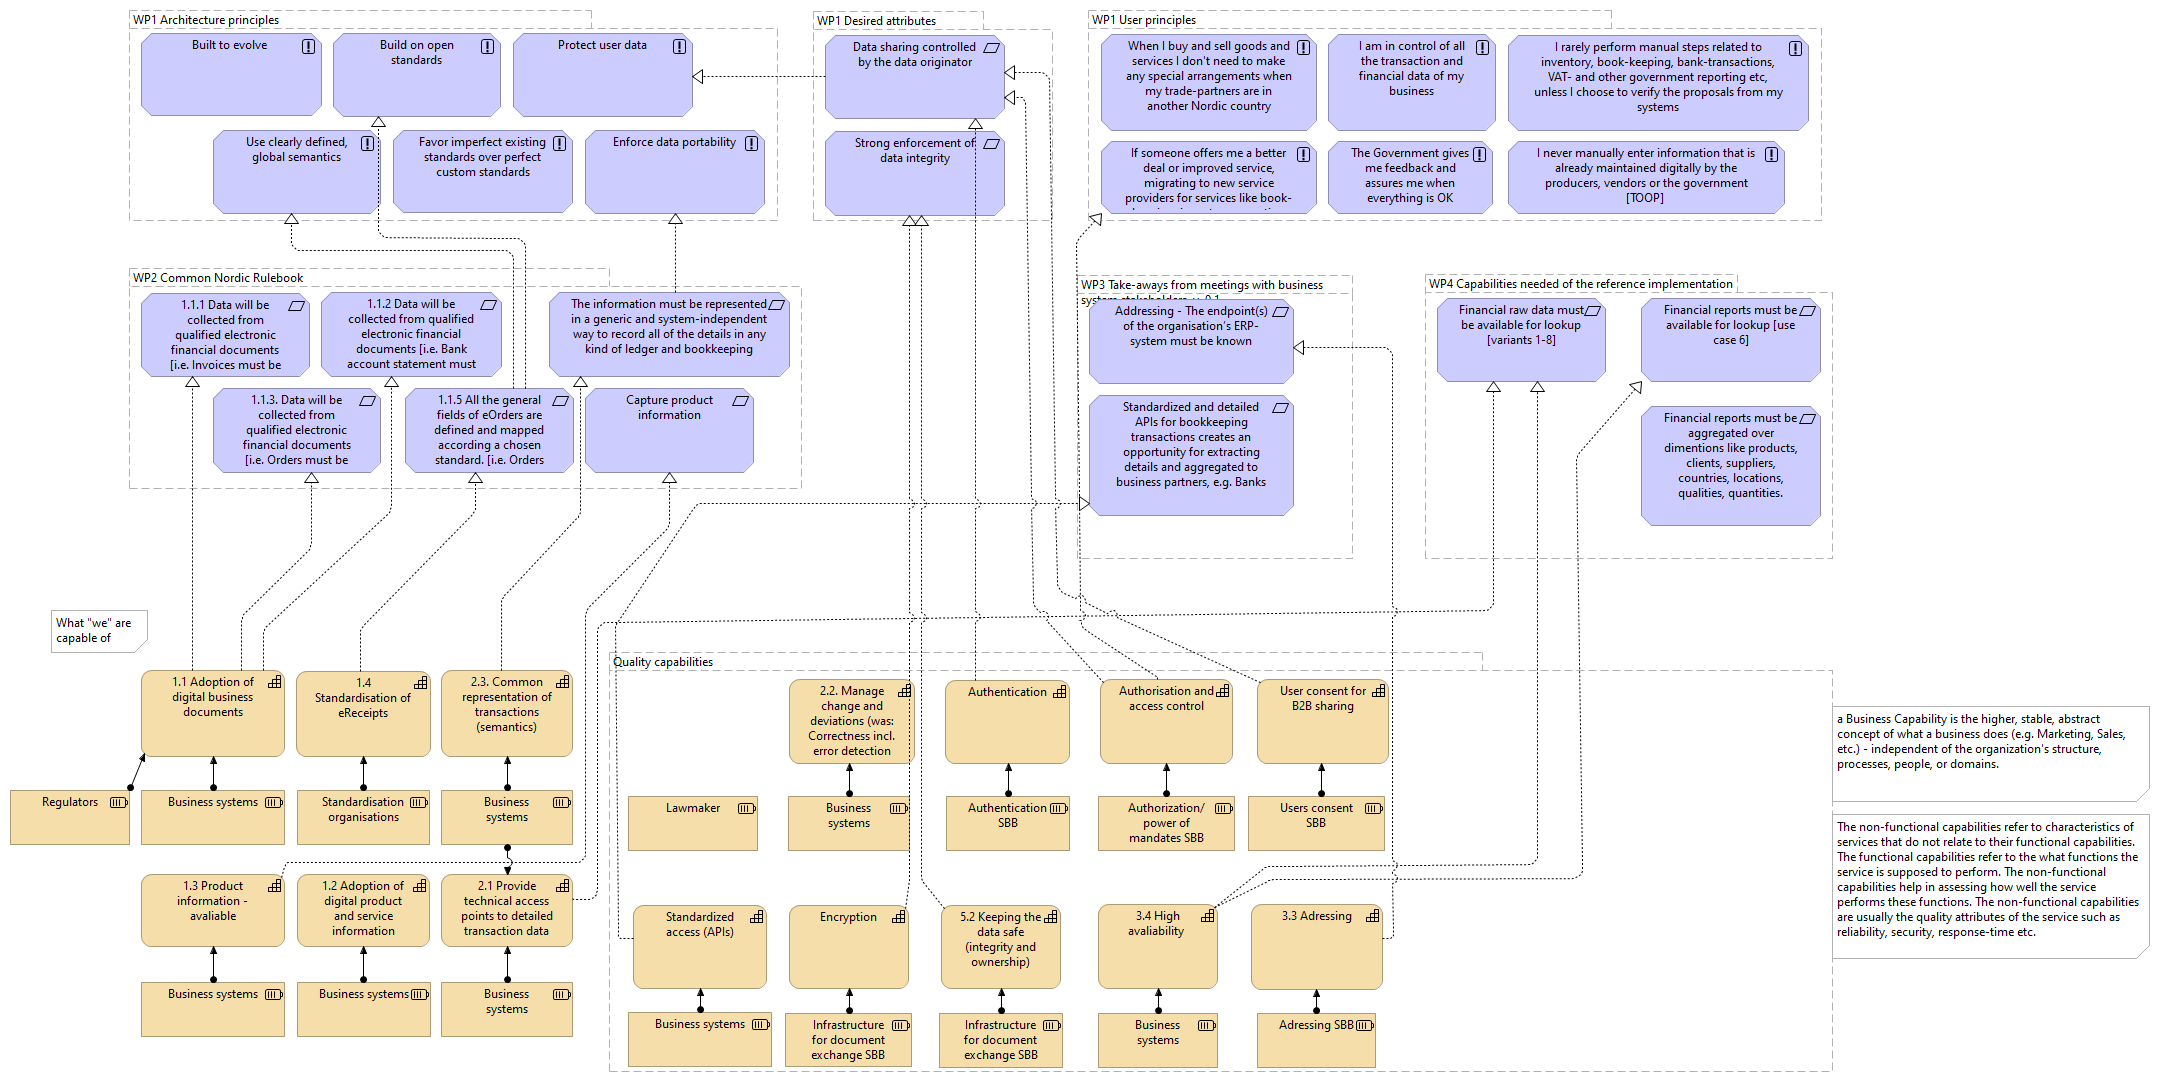 WP1 Architecture principles
Built to evolve
Build on open
standards
Protect user data
Use clearly defined,
global semantics
Favor imperfect existing
standards over perfect
custom standards
Enforce data portability
WP1 Desired attributes
Data sharing controlled
by the data originator
Strong enforcement of
data integrity
WP1 User principles
When I buy and sell goods and
services I don't need to make
any special arrangements when
my trade-partners are in
another Nordic country
I am in control of all
the transaction and
financial data of my
business
I rarely perform manual steps related to
inventory, book-keeping, bank-transactions,
VAT- and other government reporting etc,
unless I choose to verify the proposals from my
systems
If someone offers me a better
deal or improved service,
migrating to new service
providers for services like book-
The Government gives
me feedback and
assures me when
everything is OK
I never manually enter information that is
already maintained digitally by the
producers, vendors or the government
[TOOP]
WP2 Common Nordic Rulebook
1.1.1 Data will be
collected from
qualified electronic
financial documents
[i.e. Invoices must be
1.1.2 Data will be
collected from qualified
electronic financial
documents [i.e. Bank
account statement must
The information must be represented
in a generic and system-independent
way to record all of the details in any
kind of ledger and bookkeeping
1.1.3. Data will be
collected from
qualified electronic
financial documents
[i.e. Orders must be
1.1.5 All the general
fields of eOrders are
defined and mapped
according a chosen
standard. [i.e. Orders
Capture product
information
WP3 Take-aways from meetings with business
Addressing - The endpoint(s)
of the organisation's ERP-
system must be known
Standardized and detailed
APIs for bookkeeping
transactions creates an
opportunity for extracting
details and aggregated to
business partners, e.g. Banks
WP4 Capabilities needed of the reference implementation
Financial raw data must
be available for lookup
[variants 1-8]
Financial reports must be
available for lookup [use
case 6]
Financial reports must be
aggregated over
dimentions like products,
clients, suppliers,
countries, locations,
qualities, quantities.
What "we" are
capable of
1.1 Adoption of
digital business
documents
1.4
Standardisation of
eReceipts
2.3. Common
representation of
transactions
(semantics)
Regulators
Business systems
Standardisation
organisations
Business
systems
1.3 Product
information -
avaliable
1.2 Adoption of
digital product
and service
information
2.1 Provide
technical access
points to detailed
transaction data
Business systems
Business systems
Business
systems
Quality capabilities
2.2. Manage
change and
deviations (was:
Correctness incl.
error detection
Authentication
Authorisation and
access control
User consent for
B2B sharing
Lawmaker
Business
systems
Authentication
SBB
Authorization/
power of
mandates SBB
Users consent
SBB
Standardized
access (APIs)
Encryption
5.2 Keeping the
data safe
(integrity and
ownership)
3.4 High
avaliability
3.3 Adressing
Business systems
Infrastructure
for document
exchange SBB
Infrastructure
for document
exchange SBB
Business
systems
Adressing SBB
a Business Capability is the higher, stable, abstract
concept of what a business does (e.g. Marketing, Sales,
etc.) - independent of the organization's structure,
processes, people, or domains.
The non-functional capabilities refer to characteristics of
services that do not relate to their functional capabilities.
The functional capabilities refer to the what functions the
service is supposed to perform. The non-functional
capabilities help in assessing how well the service
performs these functions. The non-functional capabilities
are usually the quality attributes of the service such as
reliability, security, response-time etc.